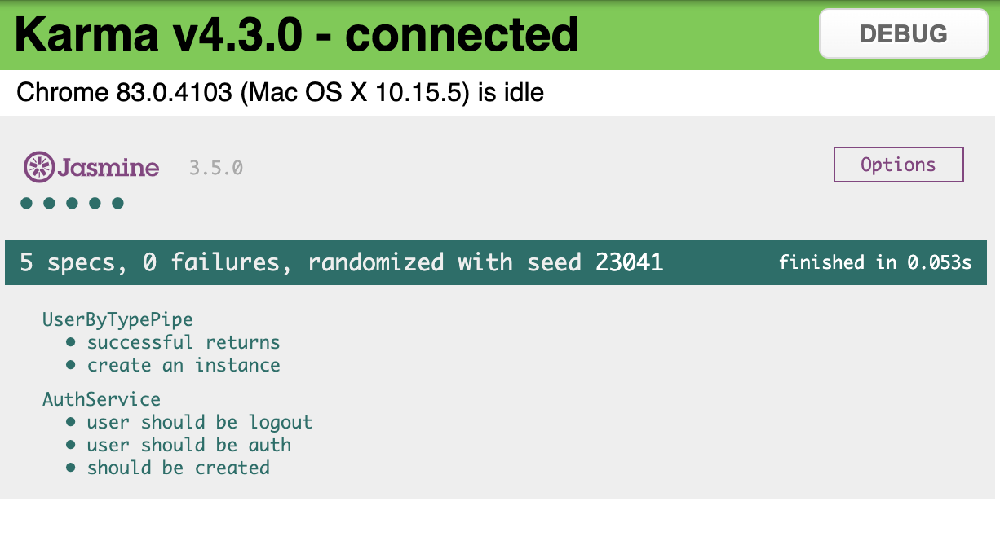 Karma v4.3.0 - connected
DEBUG
Chrome 83.0.4103 (Mac OS X 10.15.5) is idle
Jasmine 3.5.0
Options
5 specs, 0 failures, randomized with seed 23041
finished in 0.053s
UserByTypePipe
• successful returns
• create an instance
AuthService
• user should be logout
• user should be auth
• should be created